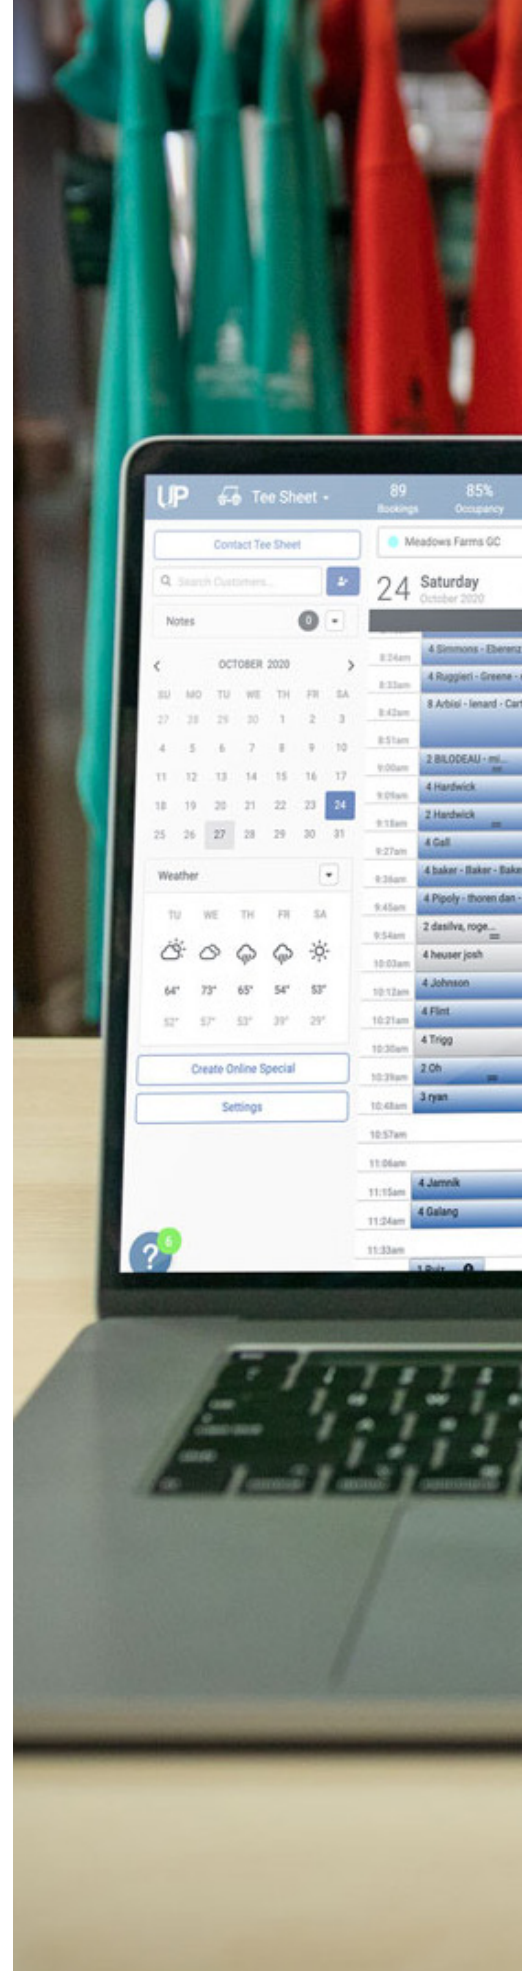 UP Tee Sheet
89 Bookings
85% Occupancy
Contact Tee Sheet
Search Customers...
Notes 0
OCTOBER 2020
SU MO TU WE TH FR SA
27 28 29 30 1 2 3
4 5 6 7 8 9 10
11 12 13 14 15 16 17
18 19 20 21 22 23 24
25 26 27 28 29 30 31
Weather
TU WE TH FR SA
64° 73° 65° 54° 53°
52° 57° 53° 39° 29°
Create Online Special
Settings
? 6
Meadows Farms GC
24 Saturday
October 2020
8:24am 4 Simmons - Eberenz
8:33am 4 Ruggieri - Greene -
8:42am 8 Arbisi - lenard - Cart
8:51am
9:00am 2 BILODEAU - mi...
9:09am 4 Hardwick
9:18am 2 Hardwick
9:27am 4 Gall
9:36am 4 baker - Baker - Bake
9:45am 4 Pipoly - thoren dan -
9:54am 2 dasilva, roge...
10:03am 4 heuser josh
10:12am 4 Johnson
10:21am 4 Flint
10:30am 4 Trigg
10:39am 2 Oh
10:48am 3 ryan
10:57am
11:06am
11:15am 4 Jamnik
11:24am 4 Galang
11:33am
1 Ruiz